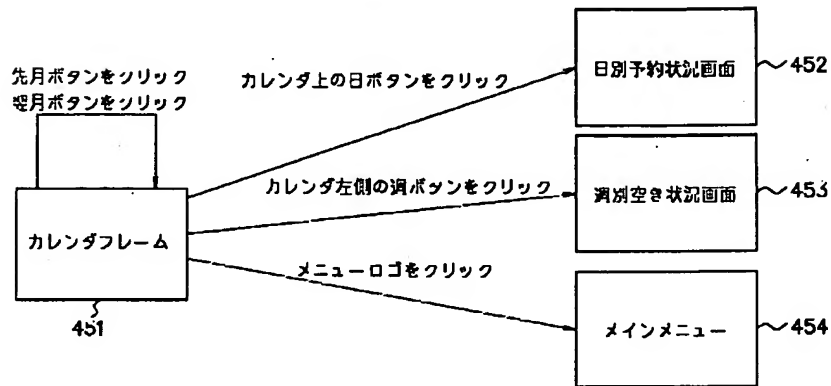 先月ボタンをクリック
翌月ボタンをクリック
カレンダ上の日ボタンをクリック
日別予約状況画面
452
カレンダ左側の週ボタンをクリック
週別空き状況画面
453
カレンダフレーム
451
メニューロゴをクリック
メインメニュー
454